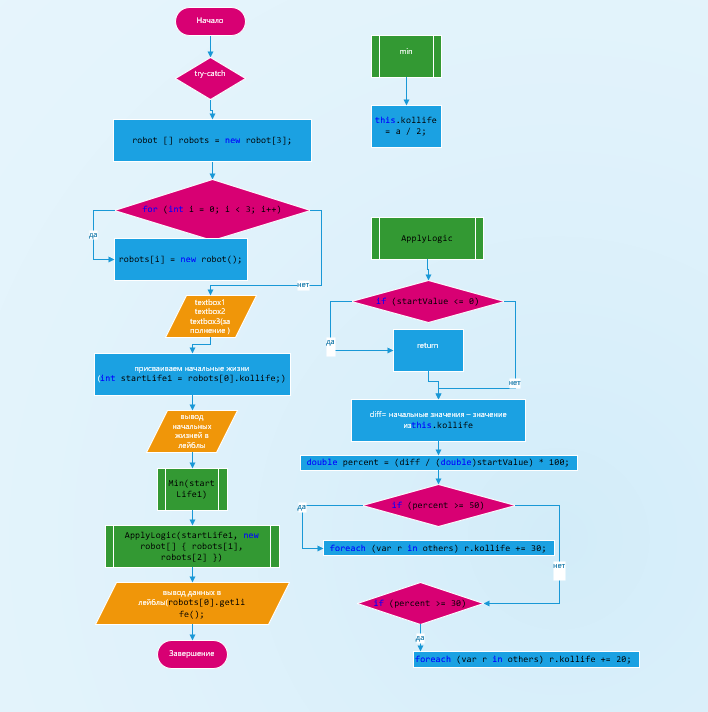 Начало
try-catch
robot [] robots = new robot[3];
for (int i = 0; i < 3; i++)
да
robots[i] = new robot();
нет
textbox1
textbox2
textbox3(за
полнение )
присваиваем начальные жизни
(int startLife1 = robots[0].kollife;)
вывод
начальных
жизней в
лейблы
Min(start
Life1)
ApplyLogic(startLife1, new
robot[] { robots[1],
robots[2] })
вывод данных в
лейблы(robots[0].getli
fe();
Завершение
min
this.kollife
= a / 2;
ApplyLogic
if (startValue <= 0)
да
return
нет
diff= начальные значения – значение
изthis.kollife
double percent = (diff / (double)startValue) * 100;
if (percent >= 50)
да
foreach (var r in others) r.kollife += 30;
нет
if (percent >= 30)
да
foreach (var r in others) r.kollife += 20;